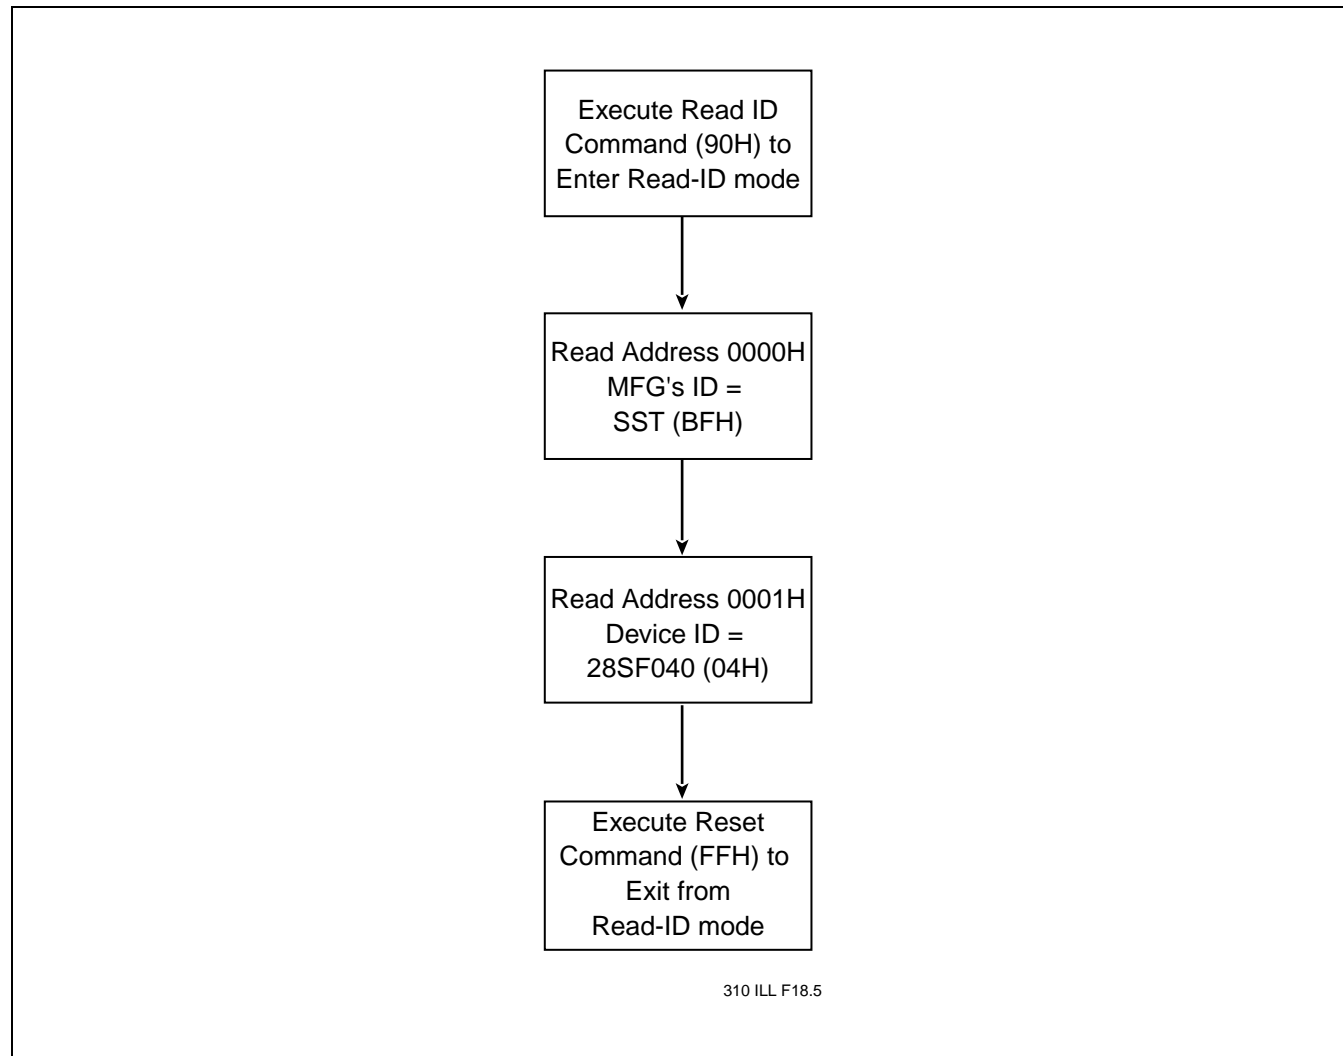 Execute Read ID
Command (90H) to
Enter Read-ID mode
Read Address 0000H
MFG's ID =
SST (BFH)
Read Address 0001H
Device ID =
28SF040 (04H)
Execute Reset
Command (FFH) to
Exit from
Read-ID mode
310 ILL F18.5